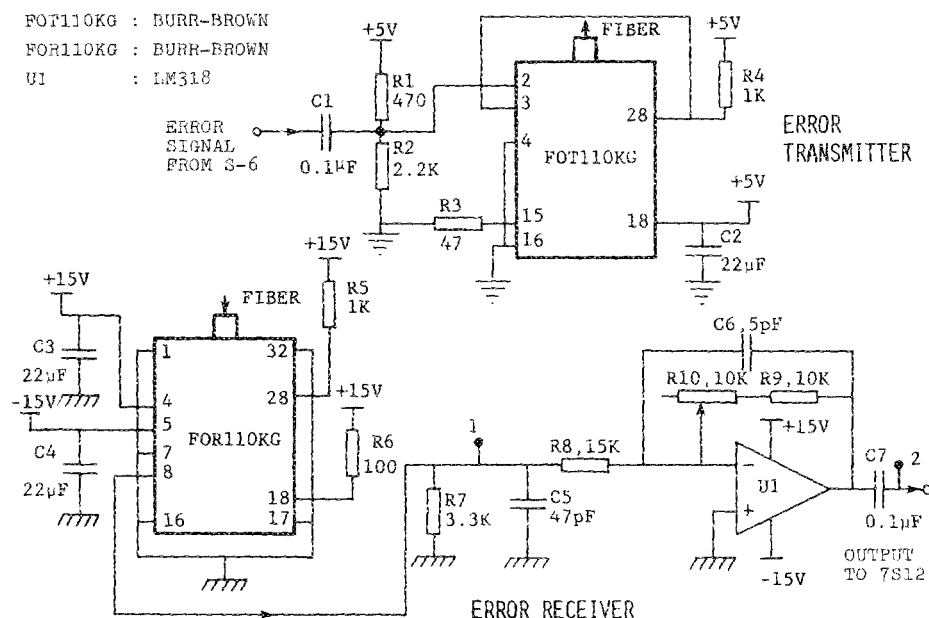 FOT110KG : BURR-BROWN
FOR110KG : BURR-BROWN
U1 : LM318
+5V
FIBER
R1
470
C1
ERROR
SIGNAL
FROM S-6
0.1µF
R2
2.2K
R3
47
2
3
4
15
16
FOT110KG
28
18
R4
1K
+5V
ERROR
TRANSMITTER
C2
22µF
+15V
+15V
R5
1K
FIBER
C3
22µF
-15V
C4
22µF
1
4
5
7
8
16
FOR110KG
32
28
18
17
+15V
R6
100
1
R7
3.3K
C5
47pF
R8,15K
C6,5pF
R10,10K
R9,10K
+15V
-
+
U1
-15V
C7
0.1µF
2
OUTPUT
TO 7S12
ERROR RECEIVER